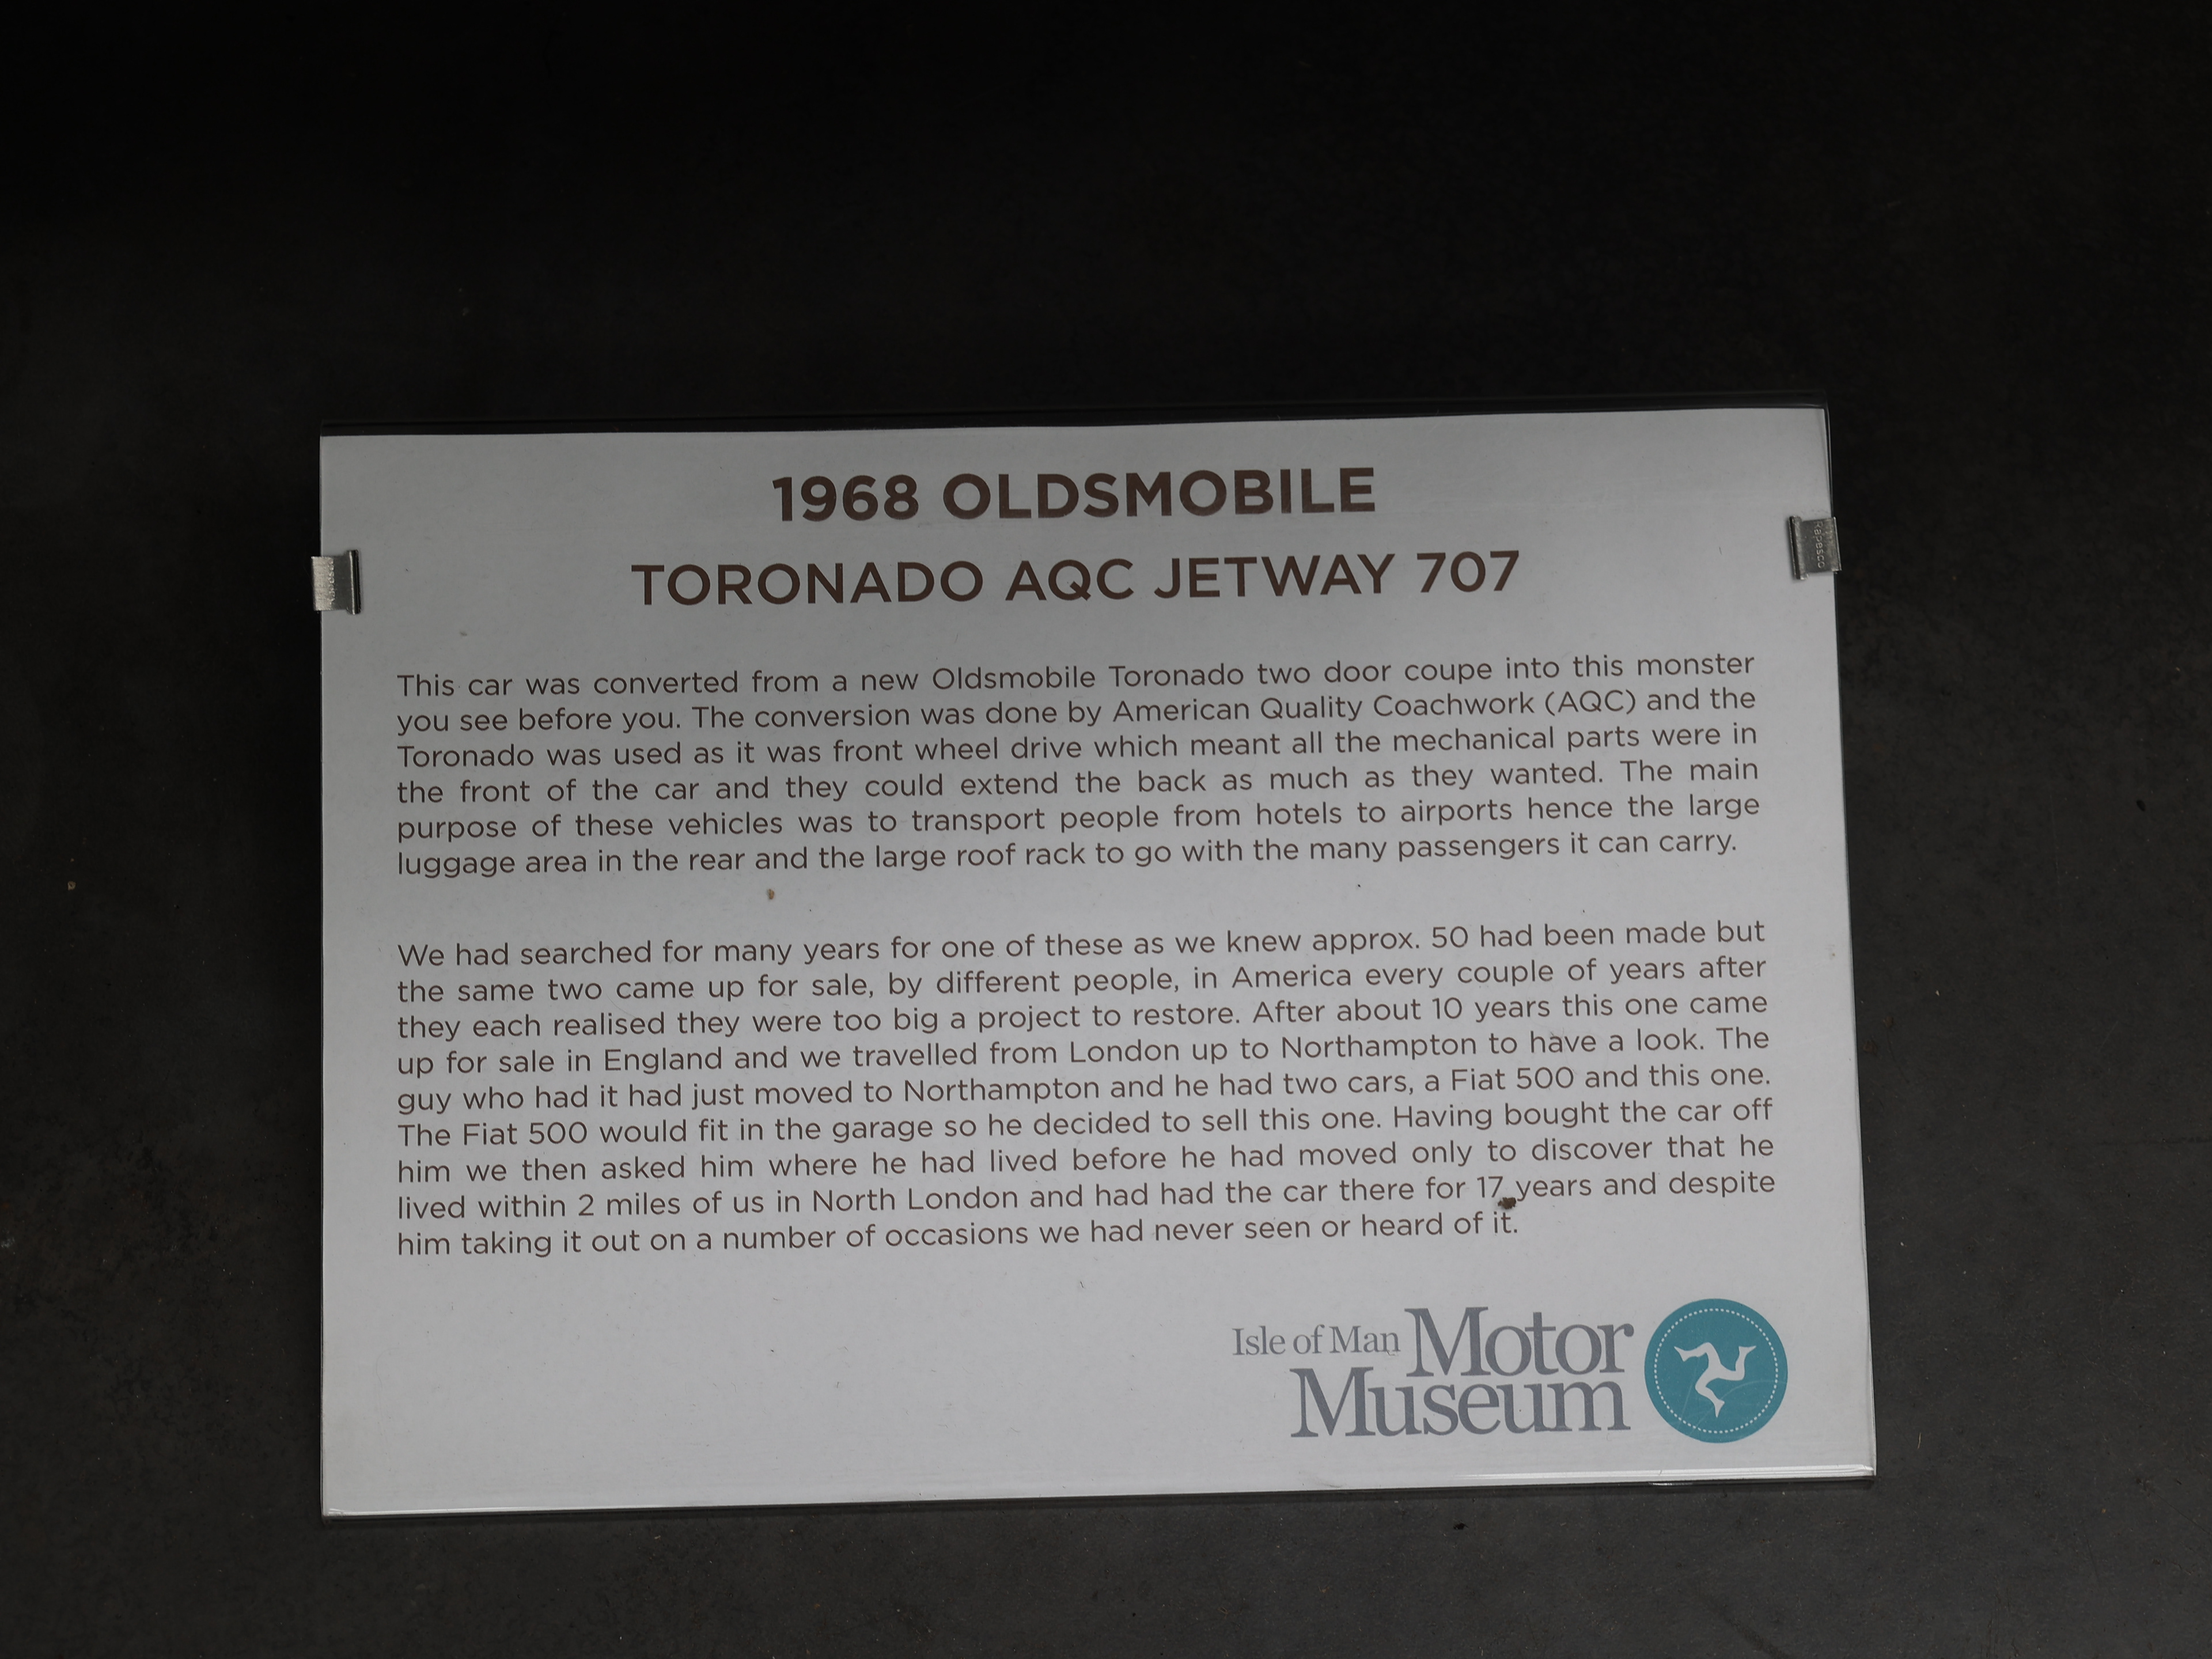 1968 OLDSMOBILE
TORONADO AQC JETWAY 707
This car was converted from a new Oldsmobile Toronado two door coupe into this monster
you see before you. The conversion was done by American Quality Coachwork (AQC) and the
Toronado was used as it was front wheel drive which meant all the mechanical parts were in
the front of the car and they could extend the back as much as they wanted. The main
purpose of these vehicles was to transport people from hotels to airports hence the large
luggage area in the rear and the large roof rack to go with the many passengers it can carry.
We had searched for many years for one of these as we knew approx. 50 had been made but
the same two came up for sale, by different people, in America every couple of years after
they each realised they were too big a project to restore. After about 10 years this one came
up for sale in England and we travelled from London up to Northampton to have a look. The
guy who had it had just moved to Northampton and he had two cars, a Fiat 500 and this one.
The Fiat 500 would fit in the garage so he decided to sell this one. Having bought the car off
him we then asked him where he had lived before he had moved only to discover that he
lived within 2 miles of us in North London and had had the car there for 17 years and despite
him taking it out on a number of occasions we had never seen or heard of it.
Isle of Man Motor
Museum
Rapesco